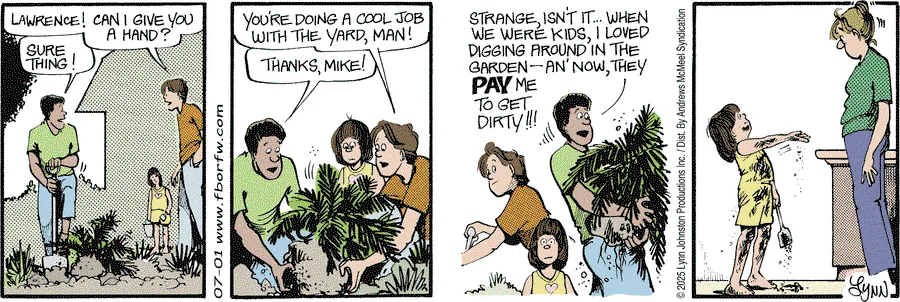 LAWRENCE! CAN I GIVE YOU
A HAND?
SURE
THING!
07-01 www.fborfw.com
YOU'RE DOING A COOL JOB
WITH THE YARD, MAN!
THANKS, MIKE!
STRANGE, ISN'T IT... WHEN
WE WERE KIDS, I LOVED
DIGGING AROUND IN THE
GARDEN—AN' NOW, THEY
PAY ME
TO GET
DIRTY!!!
© 2025 Lynn Johnston Productions Inc. / Dist. By Andrews McMeel Syndication
LYNN